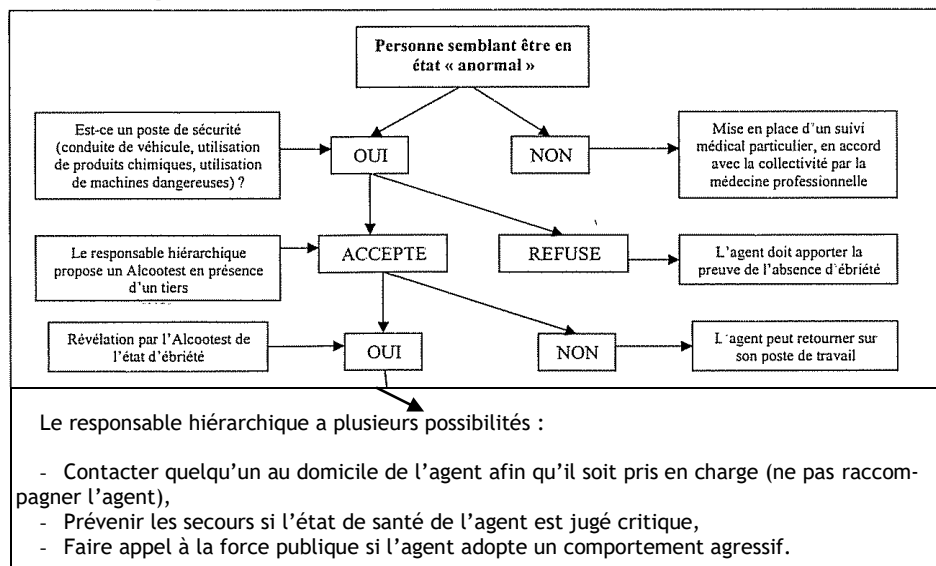 Personne semblant être en
état « anormal »
Est-ce un poste de sécurité
(conduite de véhicule, utilisation
de produits chimiques, utilisation
de machines dangereuses) ?
OUI
NON
Mise en place d'un suivi
médical particulier, en accord
avec la collectivité par la
médecine professionnelle
Le responsable hiérarchique
propose un Alcootest en présence
d'un tiers
ACCEPTE
REFUSE
L'agent doit apporter la
preuve de l'absence d'ébriété
Révélation par l'Alcootest de
l'état d'ébriété
OUI
NON
L'agent peut retourner sur
son poste de travail
Le responsable hiérarchique a plusieurs possibilités :
- Contacter quelqu'un au domicile de l'agent afin qu'il soit pris en charge (ne pas raccom-
pagner l'agent),
- Prévenir les secours si l'état de santé de l'agent est jugé critique,
- Faire appel à la force publique si l'agent adopte un comportement agressif.